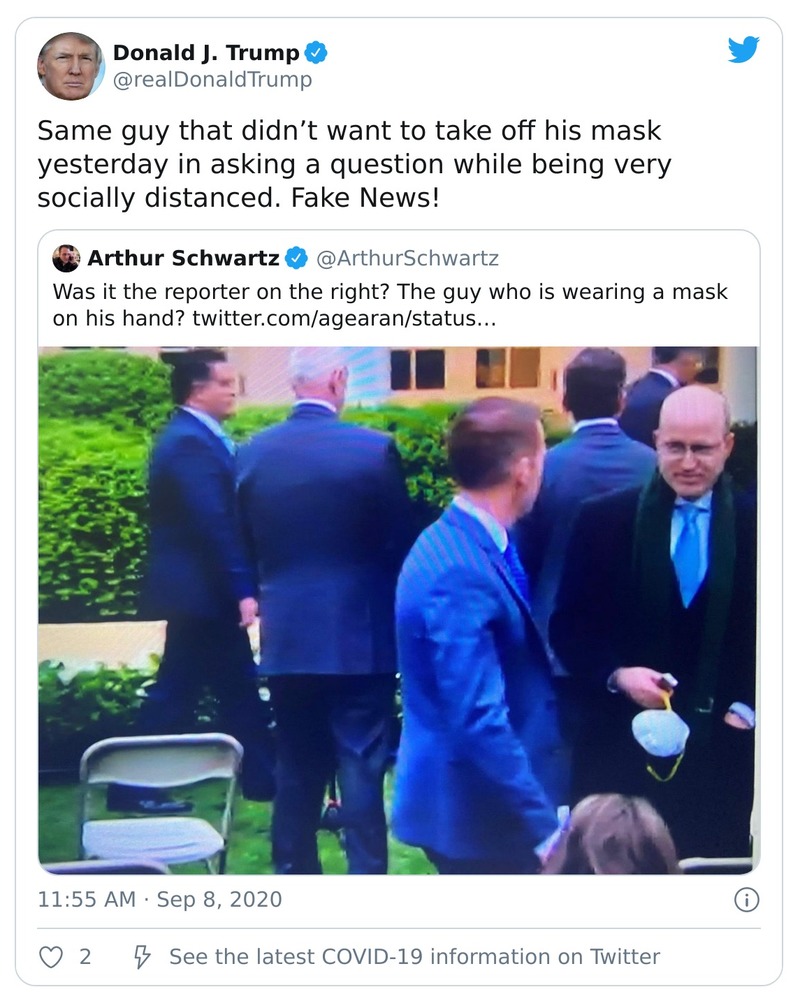 Donald J. Trump
@realDonaldTrump
Same guy that didn’t want to take off his mask
yesterday in asking a question while being very
socially distanced. Fake News!
Arthur Schwartz @ArthurSchwartz
Was it the reporter on the right? The guy who is wearing a mask
on his hand? twitter.com/agearan/status…
11:55 AM · Sep 8, 2020
2 See the latest COVID-19 information on Twitter